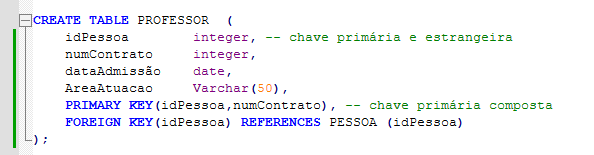 CREATE TABLE PROFESSOR (
idPessoa integer, -- chave primária e estrangeira
numContrato integer,
dataAdmissão date,
AreaAtuacao Varchar(50),
PRIMARY KEY(idPessoa,numContrato), -- chave primária composta
FOREIGN KEY(idPessoa) REFERENCES PESSOA (idPessoa)
);